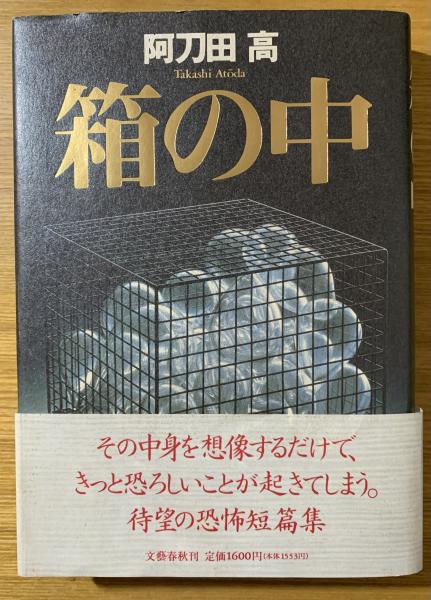 阿刀田 高
Takashi Atōda
箱の中
その中身を想像するだけで、
きっと恐ろしいことが起きてしまう。
待望の恐怖短篇集
文藝春秋刊 定価1600円(本体1553円)